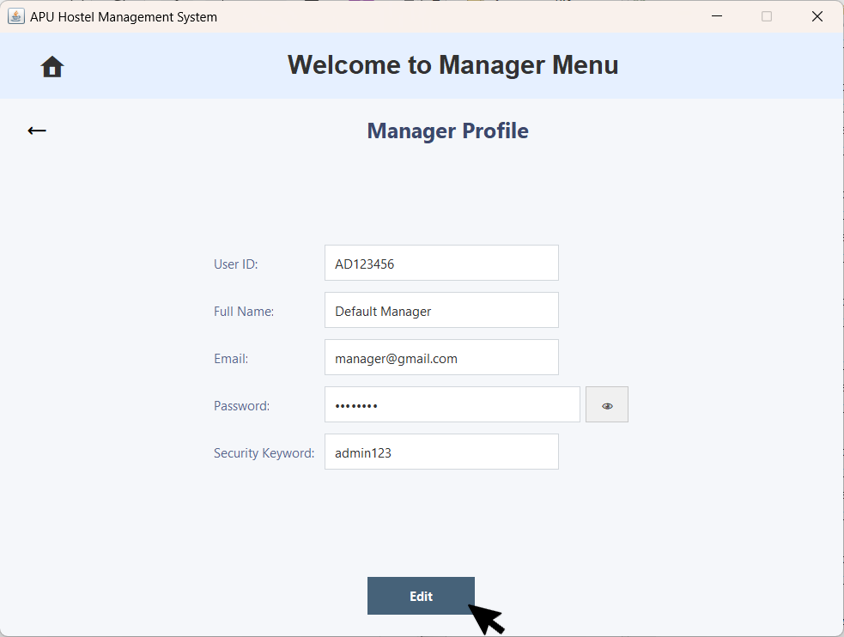 APU Hostel Management System
Welcome to Manager Menu
Manager Profile
User ID: AD123456
Full Name: Default Manager
Email: manager@gmail.com
Password: ••••••••
Security Keyword: admin123
Edit